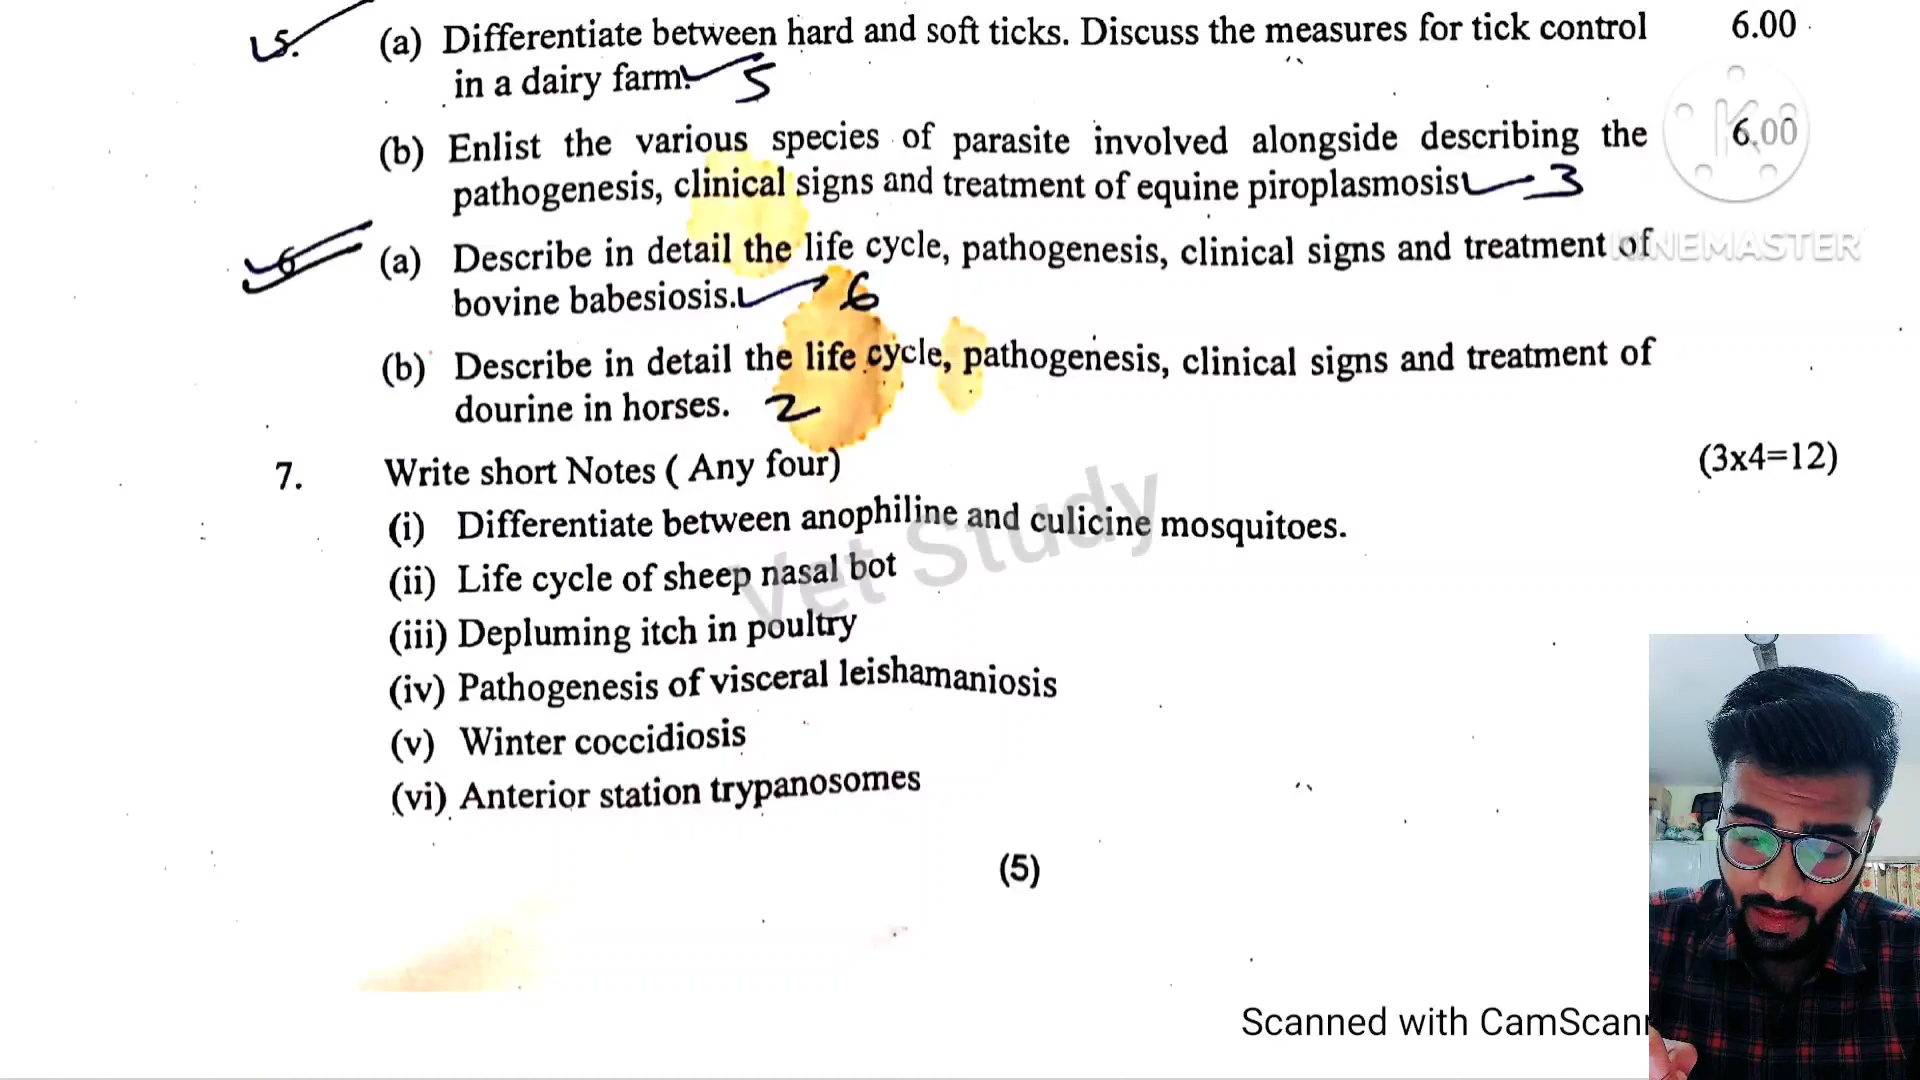 5. (a) Differentiate between hard and soft ticks. Discuss the measures for tick control 6.00
in a dairy farm. 5
(b) Enlist the various species of parasite involved alongside describing the 6.00
pathogenesis, clinical signs and treatment of equine piroplasmosis 3
KINEMASTER
6 (a) Describe in detail the life cycle, pathogenesis, clinical signs and treatment of
bovine babesiosis. 6
(b) Describe in detail the life cycle, pathogenesis, clinical signs and treatment of
dourine in horses. 2
7. Write short Notes ( Any four) (3x4=12)
(i) Differentiate between anophiline and culicine mosquitoes.
Vet Study
(ii) Life cycle of sheep nasal bot
(iii) Depluming itch in poultry
(iv) Pathogenesis of visceral leishamaniosis
(v) Winter coccidiosis
(vi) Anterior station trypanosomes
(5)
Scanned with CamScann